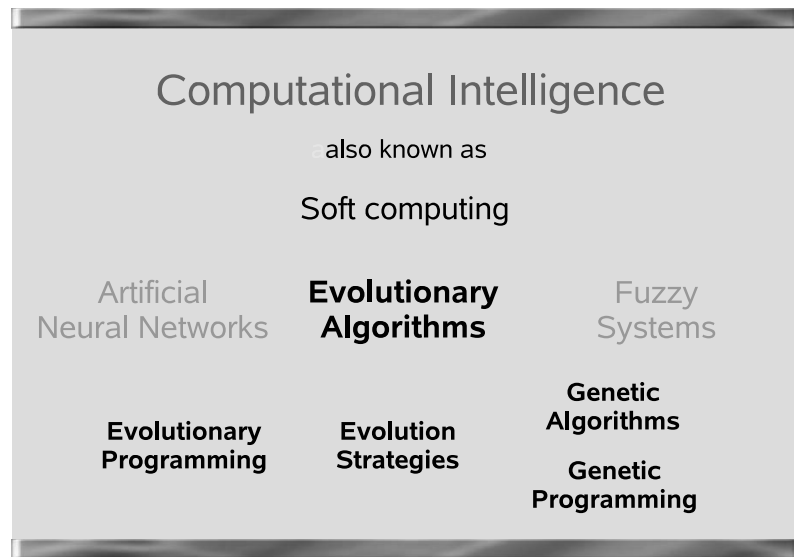 Computational Intelligence
aalso known as
Soft computing
Artificial
Neural Networks
Evolutionary
Algorithms
Fuzzy
Systems
Evolutionary
Programming
Evolution
Strategies
Genetic
Algorithms
Genetic
Programming